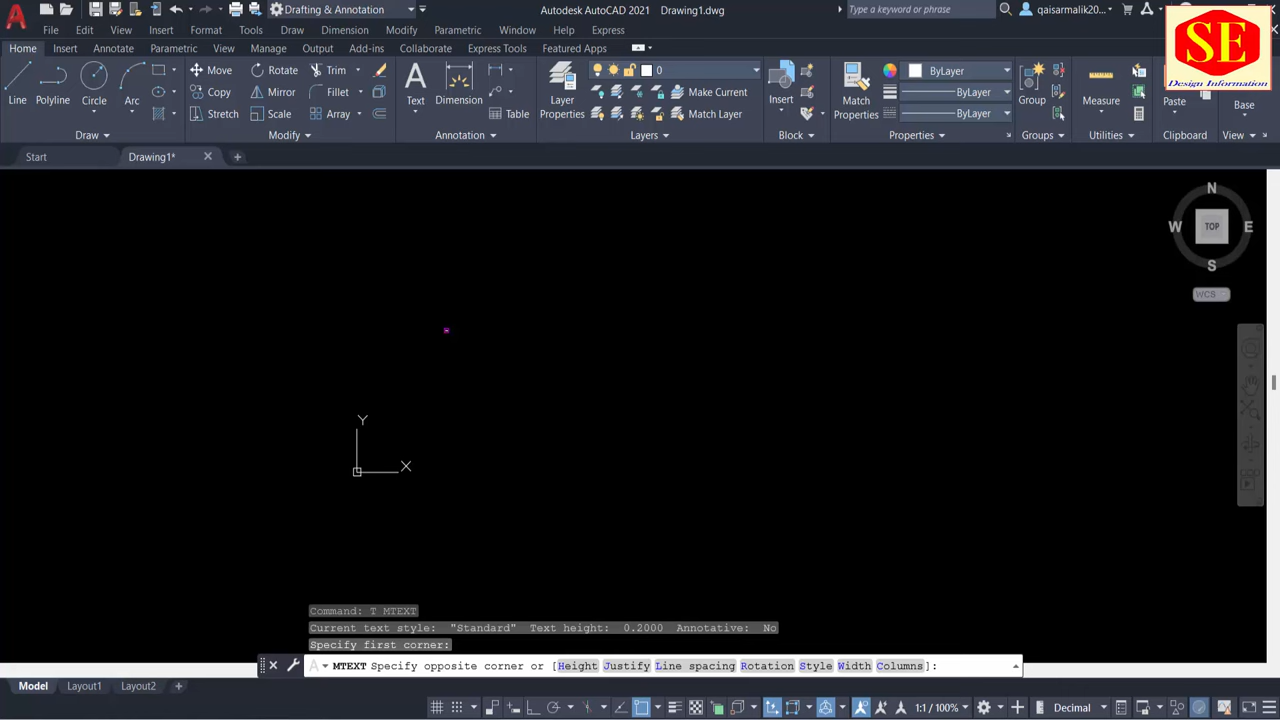 Drafting & Annotation
Autodesk AutoCAD 2021 Drawing1.dwg
Type a keyword or phrase
qaisarmalik20...
SE
Design Information
File Edit View Insert Format Tools Draw Dimension Modify Parametric Window Help Express
Home Insert Annotate Parametric View Manage Output Add-ins Collaborate Express Tools Featured Apps
Line Polyline Circle Arc
Move Rotate Trim
Copy Mirror Fillet
Stretch Scale Array
Text Dimension Table
Layer Properties
0
Make Current
Match Layer
Insert
Match Properties
ByLayer
ByLayer
ByLayer
Group Measure Paste Base
Draw Modify Annotation Layers Block Properties Groups Utilities Clipboard View
Start Drawing1*
N
W TOP E
S
WCS
Y
X
Command: T MTEXT
Current text style: "Standard" Text height: 0.2000 Annotative: No
Specify first corner:
MTEXT Specify opposite corner or [Height Justify Line spacing Rotation Style Width Columns]:
Model Layout1 Layout2
1:1 / 100% Decimal